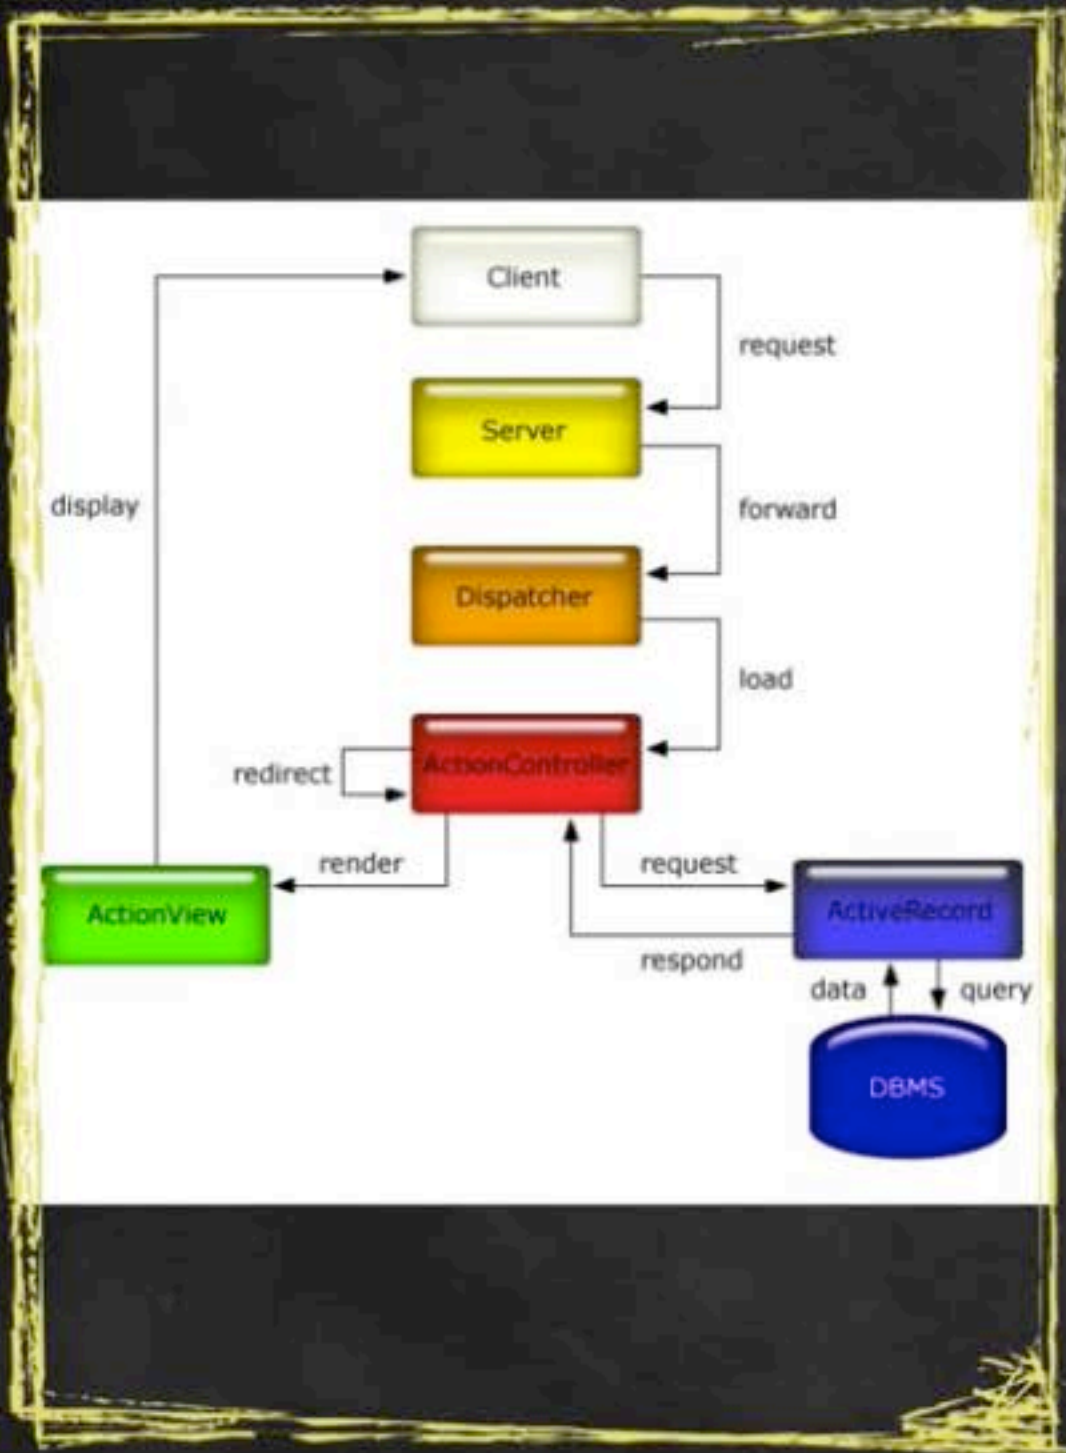 Client
request
Server
display
forward
Dispatcher
load
ActionController
redirect
render
request
ActionView
ActiveRecord
respond
data
query
DBMS